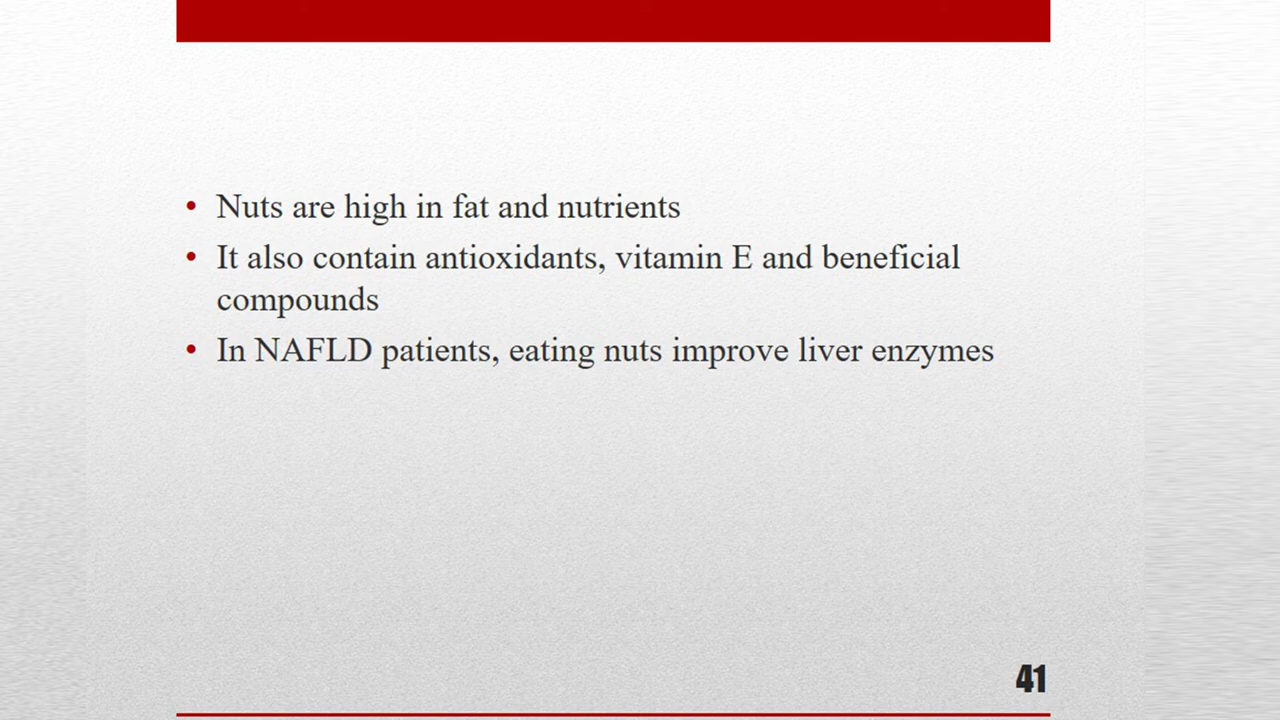 • Nuts are high in fat and nutrients
• It also contain antioxidants, vitamin E and beneficial
compounds
• In NAFLD patients, eating nuts improve liver enzymes
41